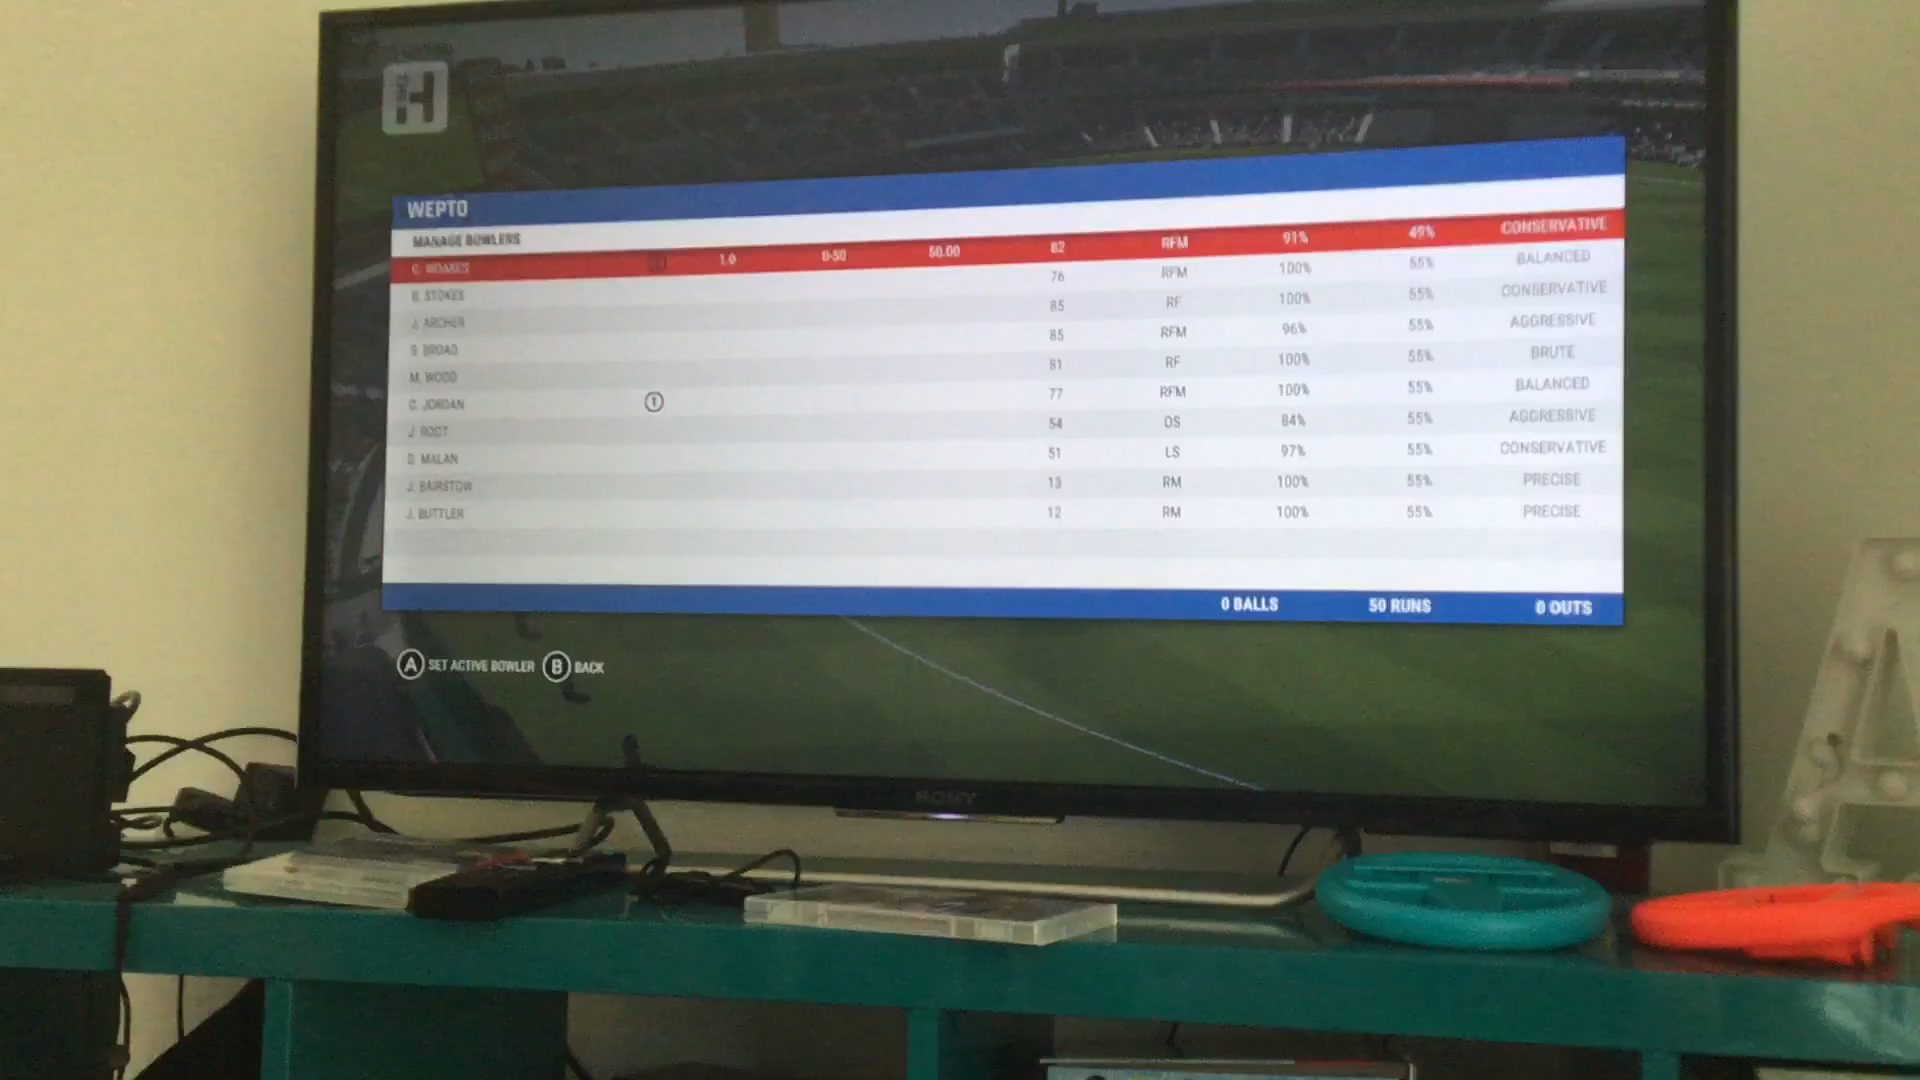 WEPTO
MANAGE BOWLERS
C. WOAKES 1.0 0-50 50.00 82 RFM 91% 49% CONSERVATIVE
B. STOKES 76 RFM 100% 55% BALANCED
J. ARCHER 85 RF 100% 55% CONSERVATIVE
S. BROAD 85 RFM 96% 55% AGGRESSIVE
M. WOOD 81 RF 100% 55% BRUTE
C. JORDAN 1 77 RFM 100% 55% BALANCED
J. ROOT 54 OS 84% 55% AGGRESSIVE
D. MALAN 51 LS 97% 55% CONSERVATIVE
J. BAIRSTOW 13 RM 100% 55% PRECISE
J. BUTTLER 12 RM 100% 55% PRECISE
0 BALLS 50 RUNS 0 OUTS
A SET ACTIVE BOWLER B BACK
SONY